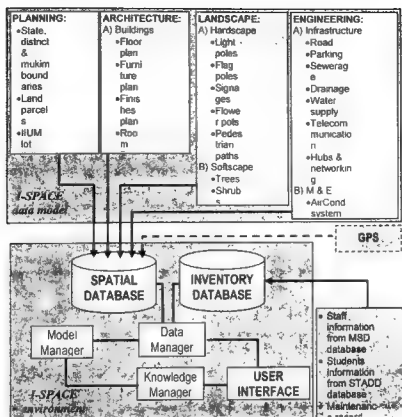 PLANNING:
•State,
district
&
mukim
bound
aries
•Land
parcel
s
•IIUM
lot
ARCHITECTURE:
A) Buildings
•Floor
plan
•Furni
ture
plan
•Finis
hes
plan
•Roo
m
LANDSCAPE:
A) Hardscape
•Light
poles
•Flag
poles
•Signa
ges
•Flowe
r pots
•Pedes
trian
paths
B) Softscape
•Trees
•Shrub
s
ENGINEERING:
A) Infrastructure
•Road
•Parking
•Sewerag
e
•Drainage
•Water
supply
•Telecom
municatio
n
•Hubs &
networkin
g
B) M & E
•AirCond
system
I-SPACE
data model
GPS
SPATIAL
DATABASE
INVENTORY
DATABASE
Model
Manager
Data
Manager
Knowledge
Manager
USER
INTERFACE
I-SPACE
environment
• Staff
information
from MSD
database
• Students
information
from STADD
database
• Maintenanc